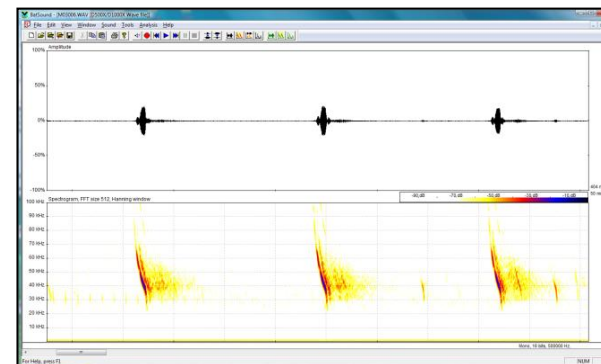 BatSound - [M03006.WAV [D500X/D1000X Wave file]]
File Edit View Window Sound Tools Analysis Help
Amplitude
100%
50%
0%
-50%
-100%
Spectrogram, FFT size 512, Hanning window
-90 dB -70 dB -50 dB -30 dB -10 dB
100 kHz
90 kHz
80 kHz
70 kHz
60 kHz
50 kHz
40 kHz
30 kHz
20 kHz
10 kHz
Mono, 16 bits, 500000 Hz
For Help, press F1
NUM